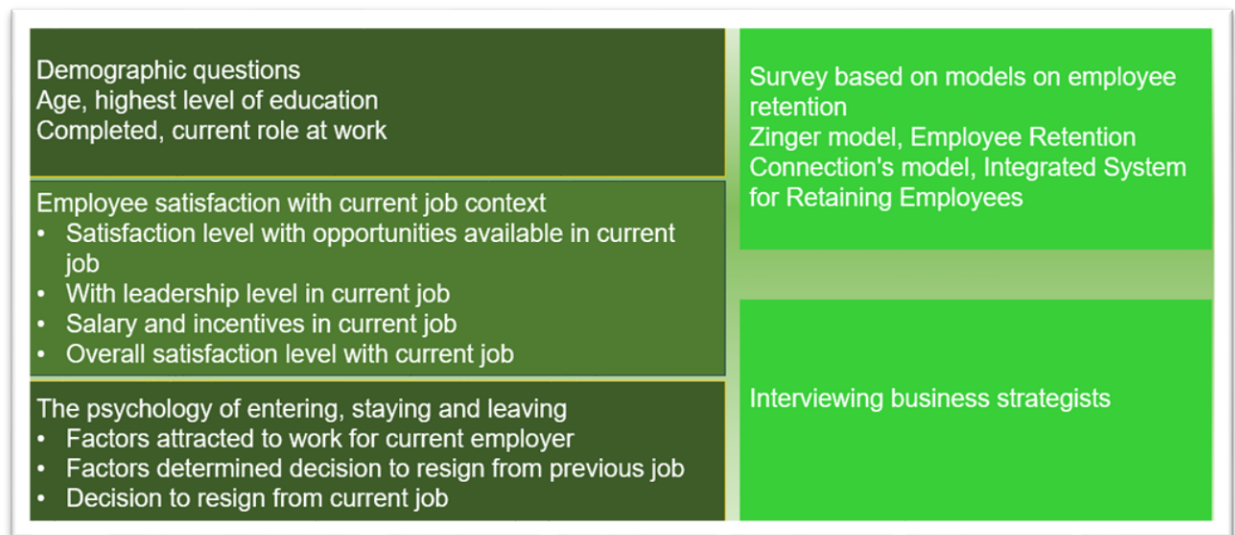 Demographic questions
Age, highest level of education
Completed, current role at work
Employee satisfaction with current job context
• Satisfaction level with opportunities available in current
job
• With leadership level in current job
• Salary and incentives in current job
• Overall satisfaction level with current job
The psychology of entering, staying and leaving
• Factors attracted to work for current employer
• Factors determined decision to resign from previous job
• Decision to resign from current job
Survey based on models on employee
retention
Zinger model, Employee Retention
Connection's model, Integrated System
for Retaining Employees
Interviewing business strategists